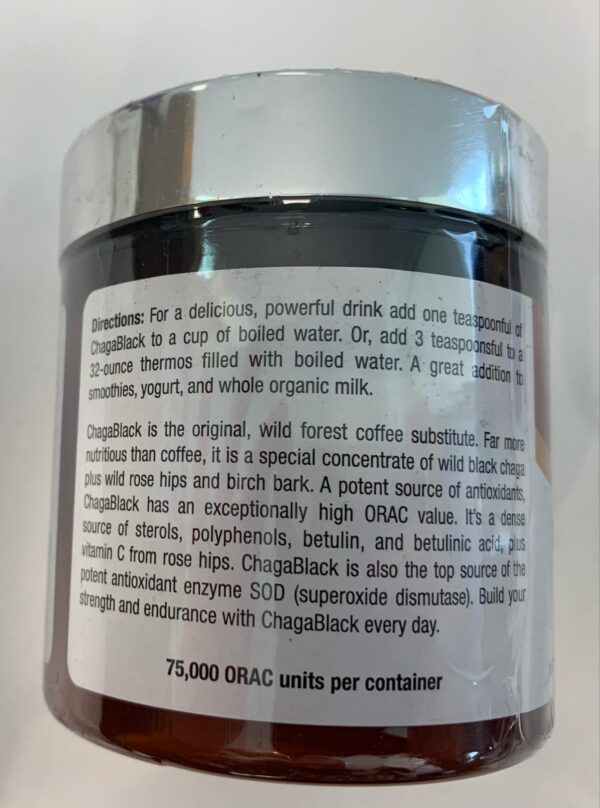 Directions: For a delicious, powerful drink add one teaspoonful of
ChagaBlack to a cup of boiled water. Or, add 3 teaspoonsful to a
32-ounce thermos filled with boiled water. A great addition to
smoothies, yogurt, and whole organic milk.
ChagaBlack is the original, wild forest coffee substitute. Far more
nutritious than coffee, it is a special concentrate of wild black chaga
plus wild rose hips and birch bark. A potent source of antioxidants,
ChagaBlack has an exceptionally high ORAC value. It's a dense
source of sterols, polyphenols, betulin, and betulinic acid, plus
vitamin C from rose hips. ChagaBlack is also the top source of the
potent antioxidant enzyme SOD (superoxide dismutase). Build your
strength and endurance with ChagaBlack every day.
75,000 ORAC units per container